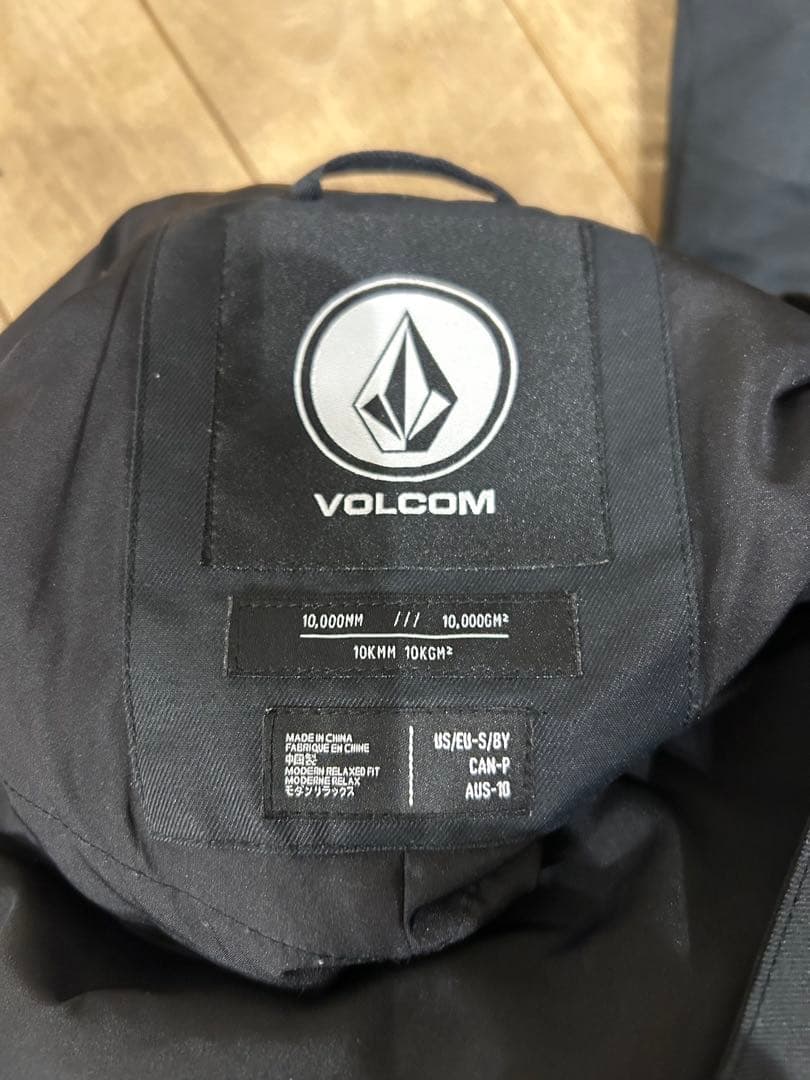 VOLCOM
10,000MM /// 10,000GM²
10KMM 10KGM²
MADE IN CHINA
FABRIQUE EN CHINE
中国製
MODERN RELAXED FIT
MODERNE RELAX
モダンリラックス
US/EU-S/BY
CAN-P
AUS-10